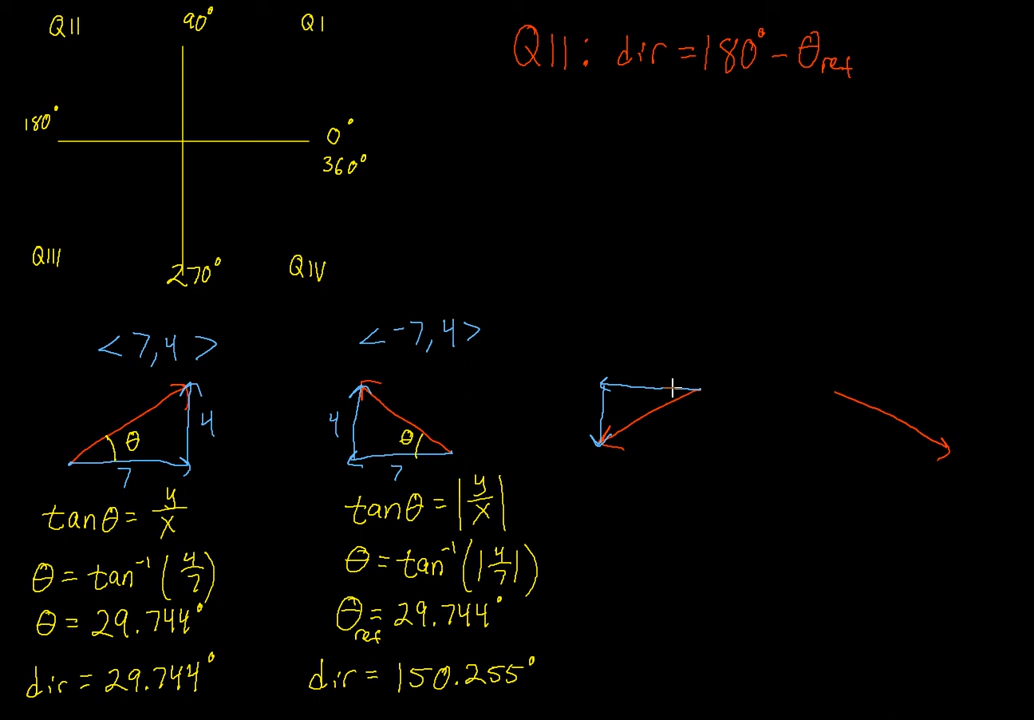 QII
90°
QI
180°
0°
360°
QIII
270°
QIV
QII: dir = 180° - θref
<7,4>
4
θ
7
tanθ = y/x
θ = tan⁻¹(4/7)
θ = 29.744°
dir = 29.744°
<-7,4>
4
θ
7
tanθ = |y/x|
θ = tan⁻¹(|4/7|)
θref = 29.744°
dir = 150.255°